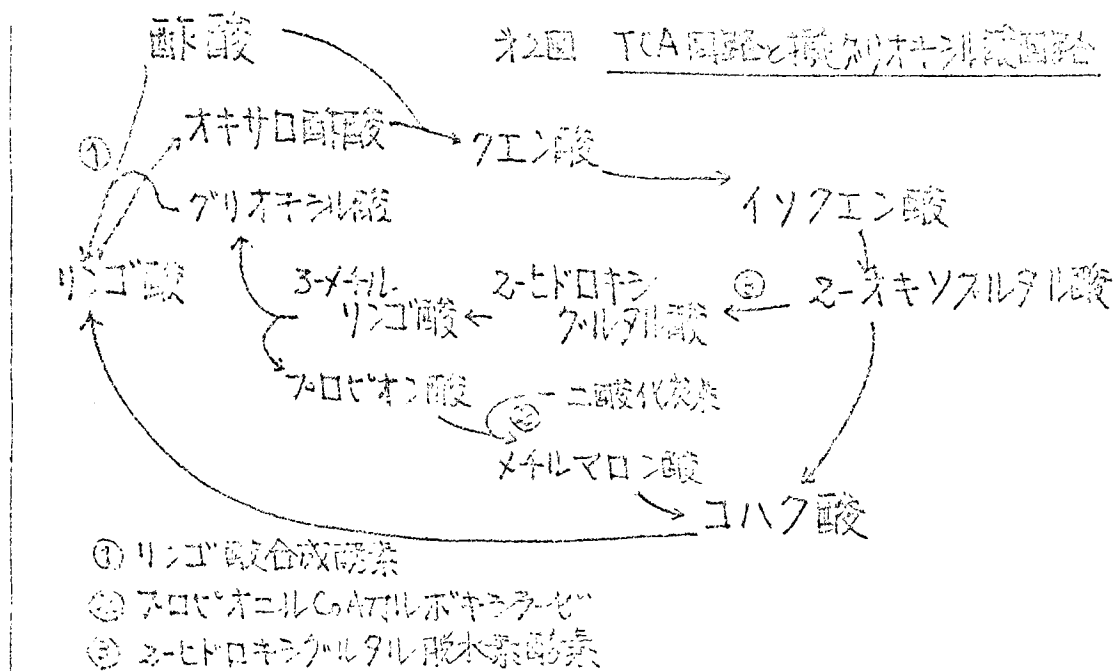 酢酸
第2図 TCA回路と擬グリオキシル酸回路
オキサロ酢酸
クエン酸
①
グリオキシル酸
イソクエン酸
リンゴ酸
3-メチル
リンゴ酸
2-ヒドロキシ
グルタル酸
③
2-オキソグルタル酸
プロピオン酸
②
二酸化炭素
メチルマロン酸
コハク酸
① リンゴ酸合成酵素
② プロピオニルCoAカルボキシラーゼ
③ 2-ヒドロキシグルタル脱水素酵素